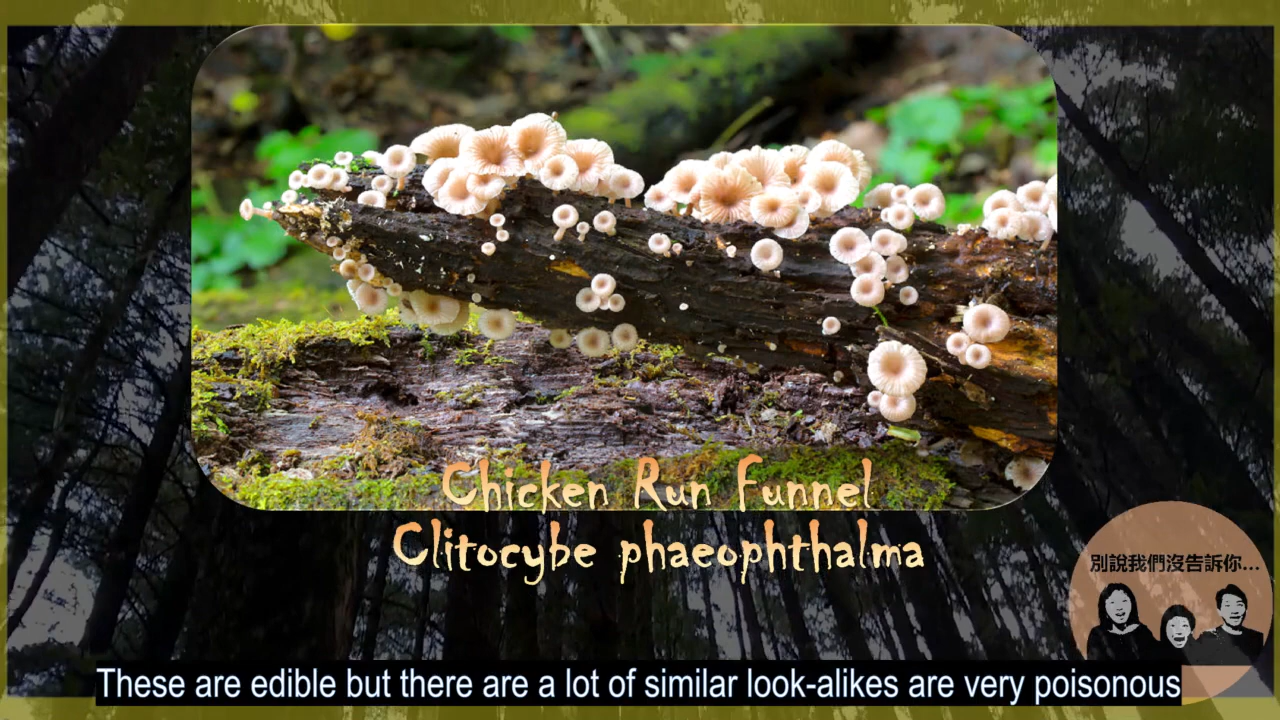 Chicken Run Funnel
Clitocybe phaeophthalma
別說我們沒告訴你...
These are edible but there are a lot of similar look-alikes are very poisonous